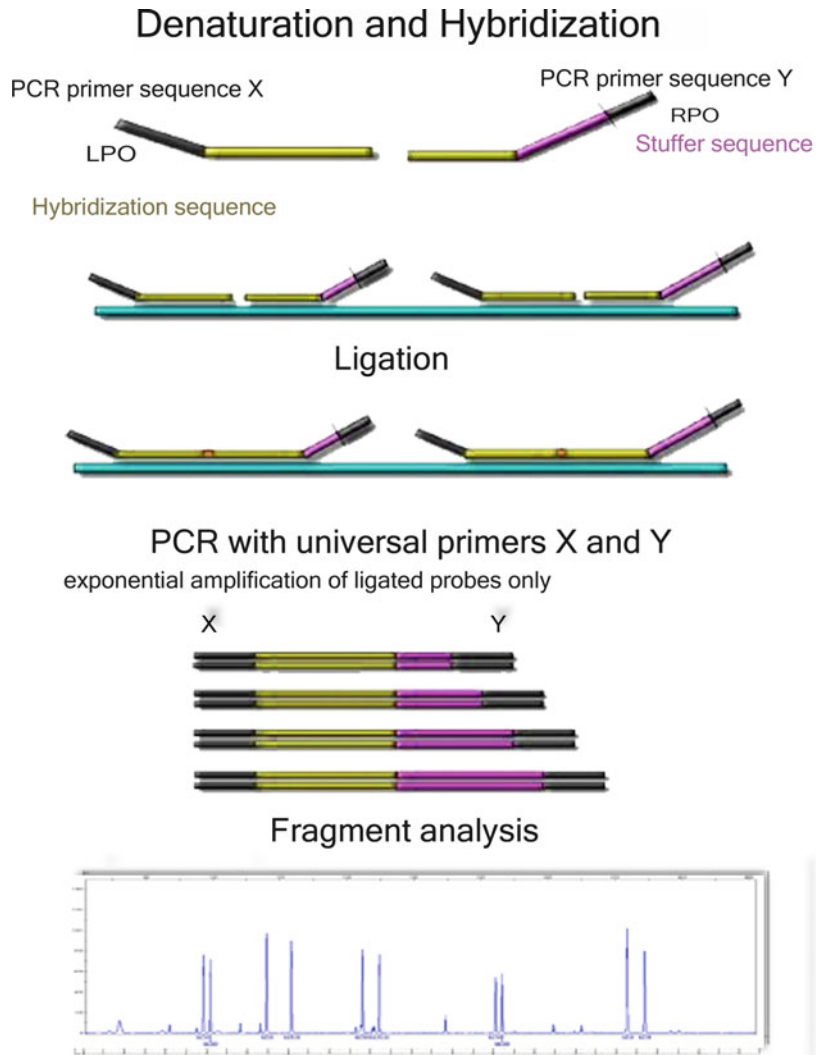 Denaturation and Hybridization
PCR primer sequence X
PCR primer sequence Y
LPO
RPO
Stuffer sequence
Hybridization sequence
Ligation
PCR with universal primers X and Y
exponential amplification of ligated probes only
X
Y
Fragment analysis